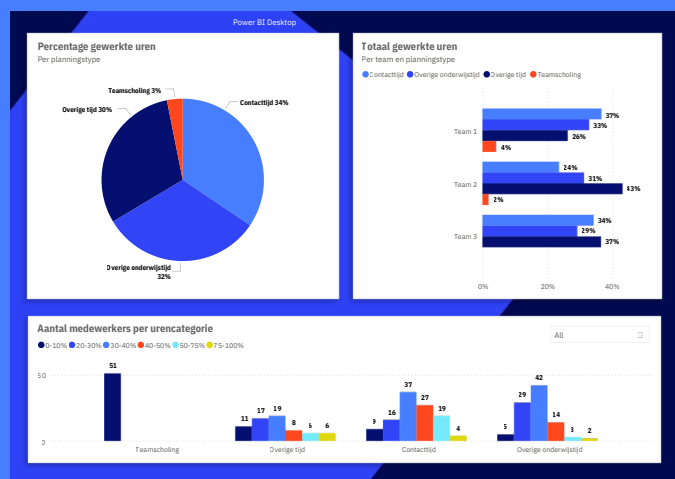 Power BI Desktop
Percentage gewerkte uren
Per planningstype
Teamscholing 3%
Contacttijd 34%
Overige tijd 30%
Overige onderwijstijd
32%
Totaal gewerkte uren
Per team en planningstype
Contacttijd Overige onderwijstijd Overige tijd Teamscholing
Team 1
37%
33%
26%
4%
Team 2
24%
31%
43%
2%
Team 3
34%
29%
37%
0% 20% 40%
Aantal medewerkers per urencategorie
All
0-10% 20-30% 30-40% 40-50% 50-75% 75-100%
50
0
51
11 17 19 8 6 6
9 16 37 27 19 4
5 29 42 14 3 2
Teamscholing Overige tijd Contacttijd Overige onderwijstijd